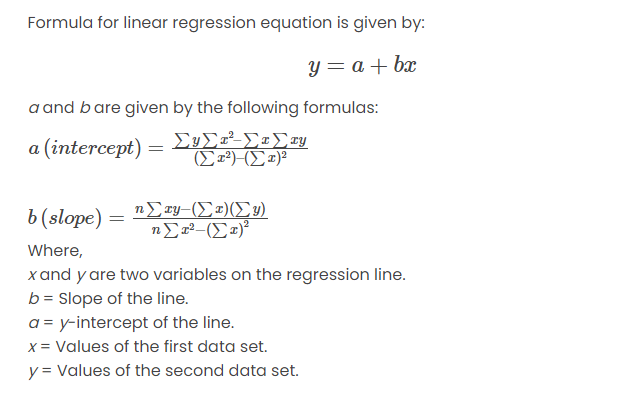 Formula for linear regression equation is given by:
y = a + bx
a and b are given by the following formulas:
a (intercept) = \frac{∑y∑x²–∑x∑xy}{(∑x²)–(∑x)²}
b (slope) = \frac{n∑xy–(∑x)(∑y)}{n∑x²–(∑x)²}
Where,
x and y are two variables on the regression line.
b = Slope of the line.
a = y-intercept of the line.
x = Values of the first data set.
y = Values of the second data set.